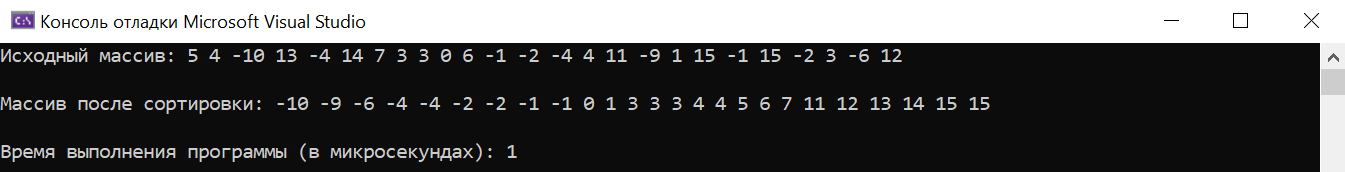 Консоль отладки Microsoft Visual Studio
Исходный массив: 5 4 -10 13 -4 14 7 3 3 0 6 -1 -2 -4 4 11 -9 1 15 -1 15 -2 3 -6 12
Массив после сортировки: -10 -9 -6 -4 -4 -2 -2 -1 -1 0 1 3 3 3 4 4 5 6 7 11 12 13 14 15 15
Время выполнения программы (в микросекундах): 1